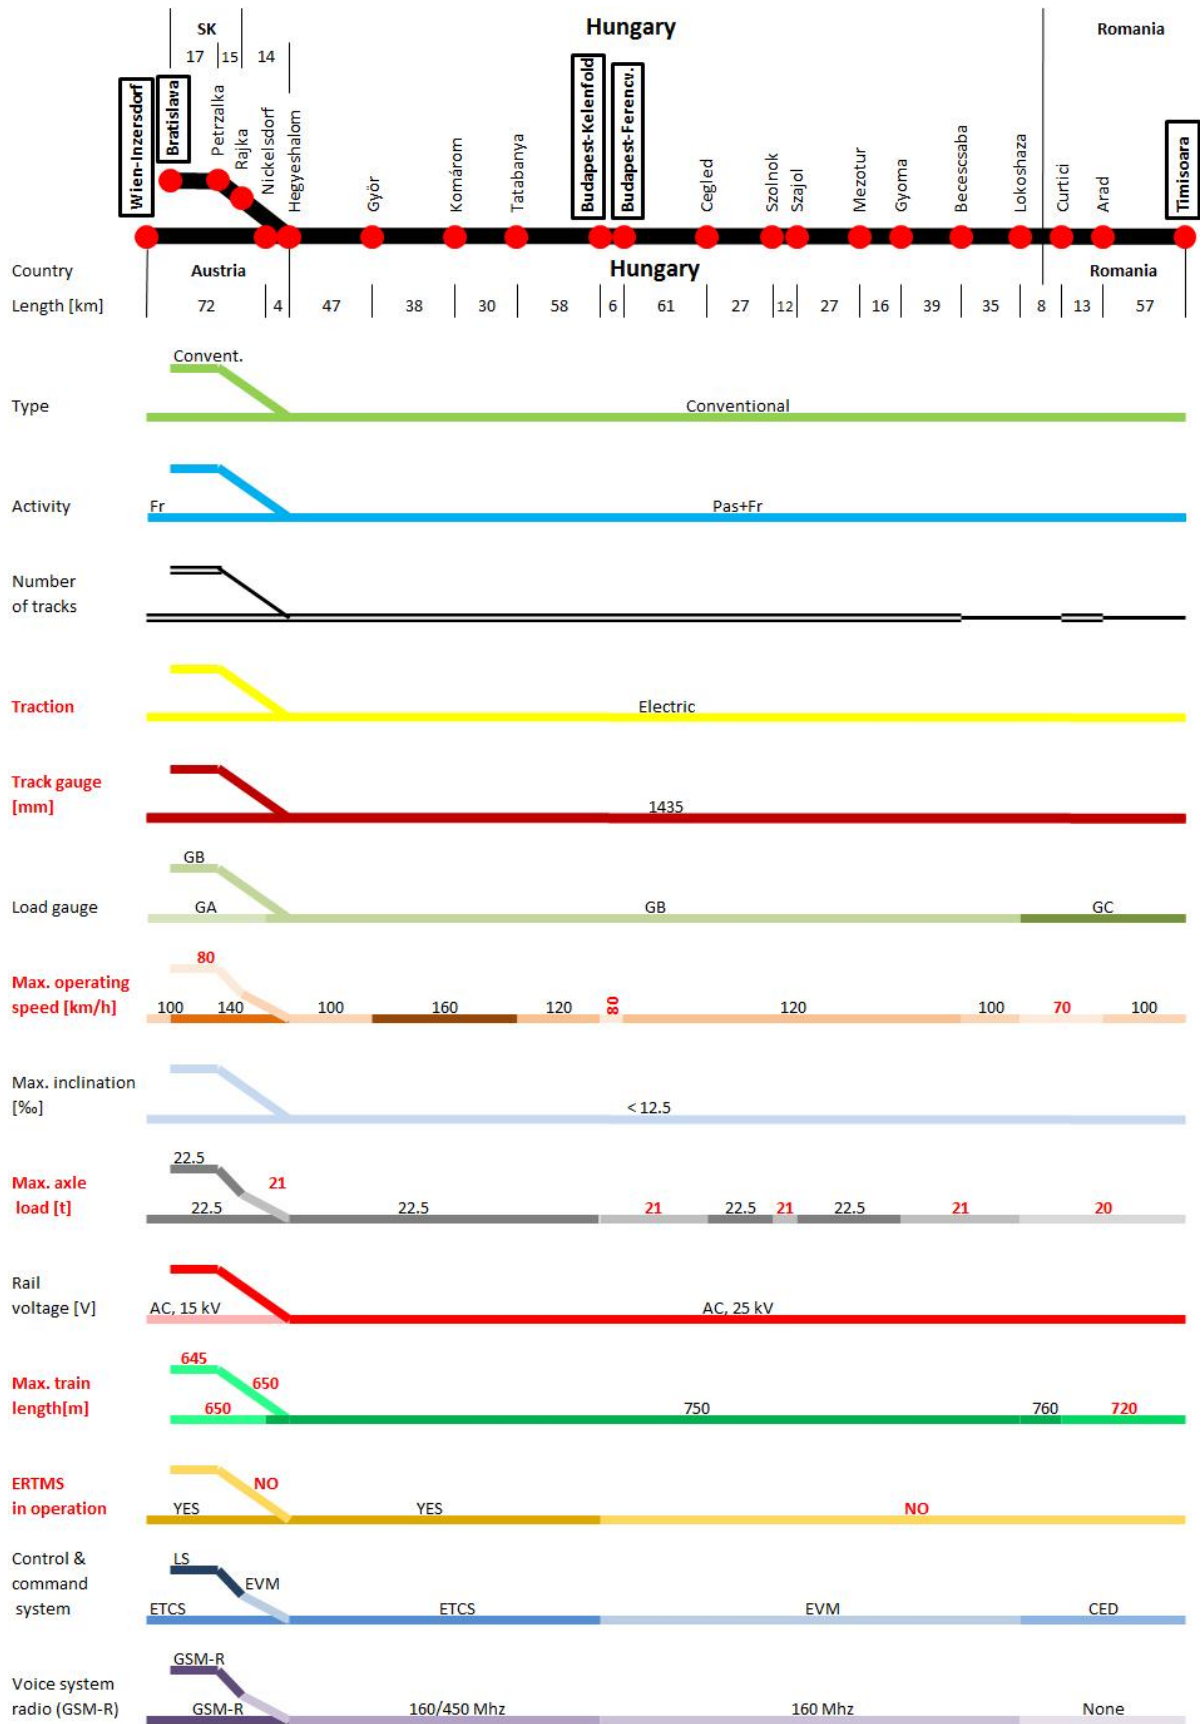 SK
Hungary
Romania
17
15
14
Wien-Inzersdorf
Bratislava
Petrzalka
Rajka
Nickelsdorf
Hegyeshalom
Györ
Komárom
Tatabanya
Budapest-Kelenfold
Budapest-Ferencv.
Cegled
Szolnok
Szajol
Mezotur
Gyoma
Bececscaba
Lokoshaza
Curtici
Arad
Timisoara
Country
Austria
Hungary
Romania
Length [km]
72
4
47
38
30
58
6
61
27
12
27
16
39
35
8
13
57
Convent.
Type
Conventional
Activity
Fr
Pas+Fr
Number
of tracks
Traction
Electric
Track gauge
[mm]
1435
GB
Load gauge
GA
GB
GC
80
Max. operating
speed [km/h]
100
140
100
160
120
80
120
100
70
100
Max. inclination
[‰]
< 12.5
22.5
Max. axle
load [t]
21
22.5
22.5
21
22.5
21
22.5
21
20
Rail
voltage [V]
AC, 15 kV
AC, 25 kV
645
Max. train
length[m]
650
650
750
760
720
ERTMS
in operation
NO
YES
YES
NO
Control &
command
system
LS
EVM
ETCS
ETCS
EVM
CED
GSM-R
Voice system
radio (GSM-R)
GSM-R
160/450 Mhz
160 Mhz
None